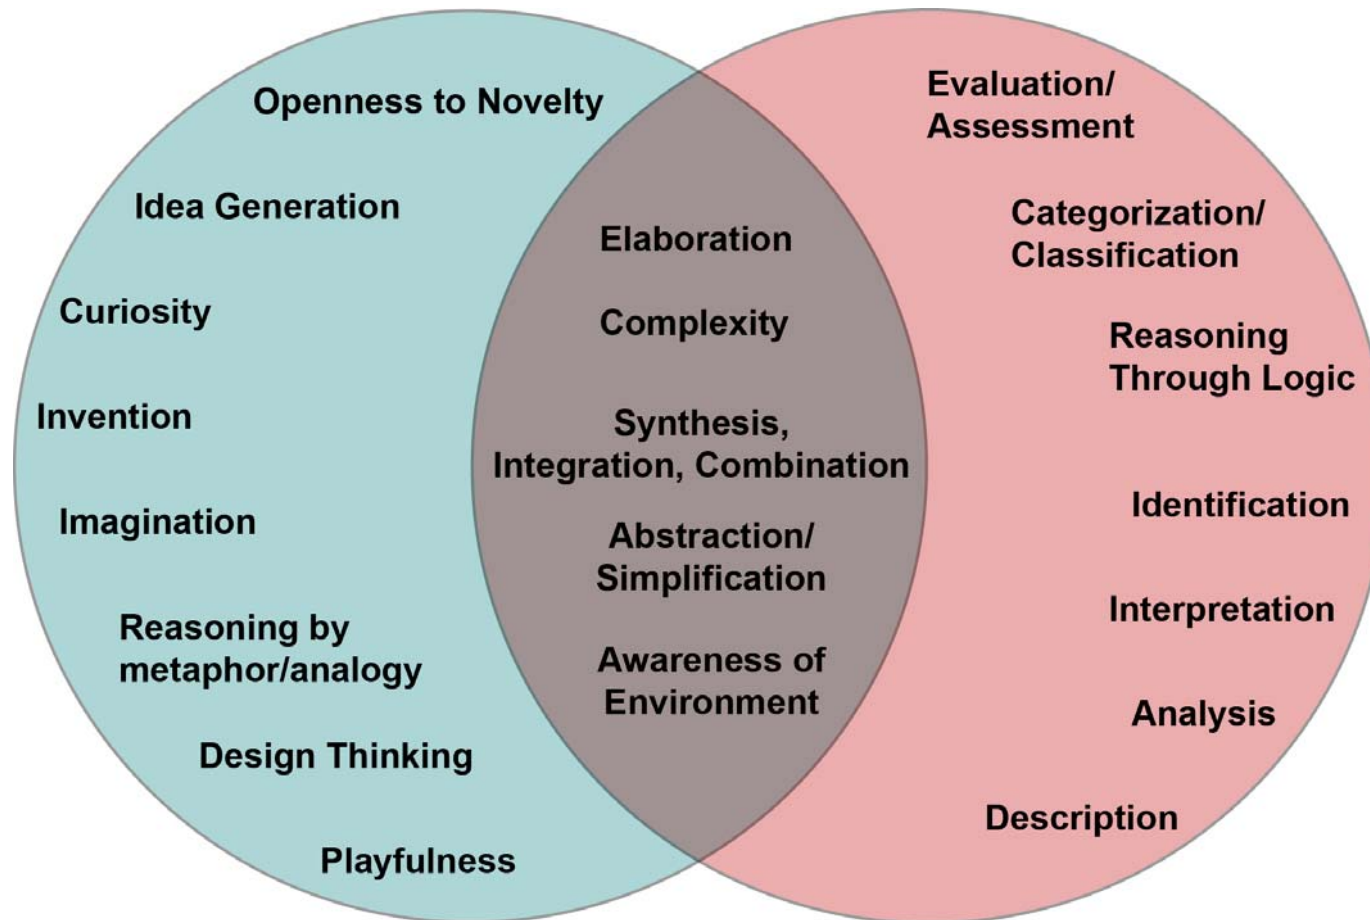 Openness to Novelty
Idea Generation
Curiosity
Invention
Imagination
Reasoning by
metaphor/analogy
Design Thinking
Playfulness
Elaboration
Complexity
Synthesis,
Integration, Combination
Abstraction/
Simplification
Awareness of
Environment
Evaluation/
Assessment
Categorization/
Classification
Reasoning
Through Logic
Identification
Interpretation
Analysis
Description